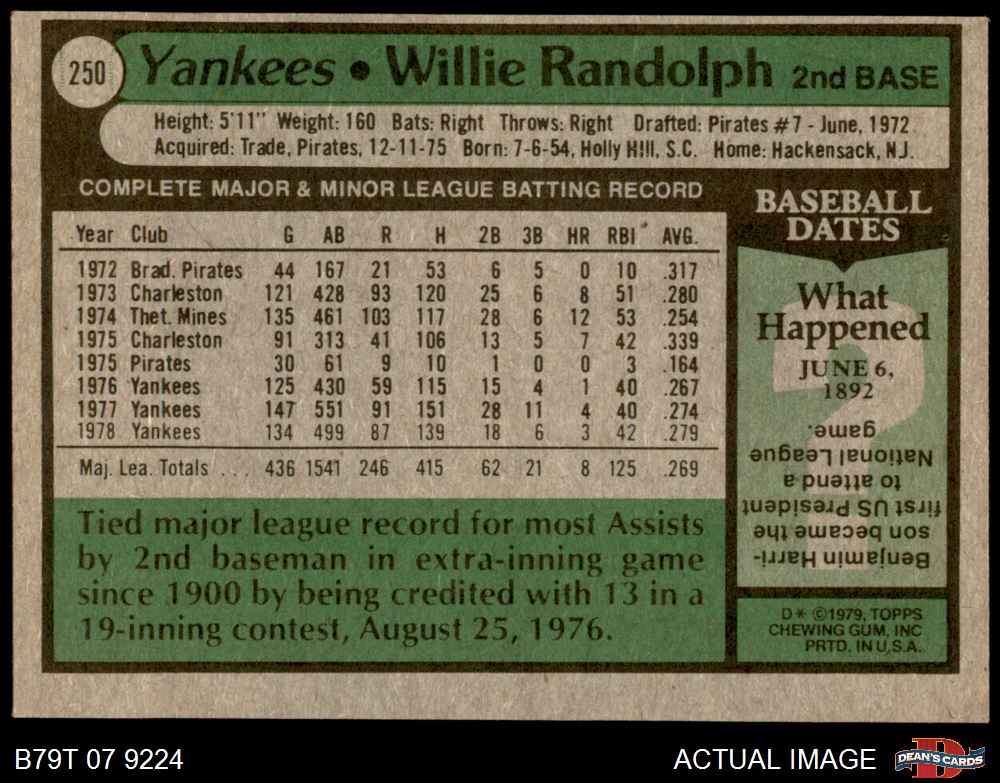 250
Yankees • Willie Randolph 2nd BASE
Height: 5'11" Weight: 160 Bats: Right Throws: Right Drafted: Pirates #7 - June, 1972
Acquired: Trade, Pirates, 12-11-75 Born: 7-6-54, Holly Hill, S.C. Home: Hackensack, N.J.
COMPLETE MAJOR & MINOR LEAGUE BATTING RECORD
Year Club G AB R H 2B 3B HR RBI AVG.
1972 Brad. Pirates 44 167 21 53 6 5 0 10 .317
1973 Charleston 121 428 93 120 25 6 8 51 .280
1974 Thet. Mines 135 461 103 117 28 6 12 53 .254
1975 Charleston 91 313 41 106 13 5 7 42 .339
1975 Pirates 30 61 9 10 1 0 0 3 .164
1976 Yankees 125 430 59 115 15 4 1 40 .267
1977 Yankees 147 551 91 151 28 11 4 40 .274
1978 Yankees 134 499 87 139 18 6 3 42 .279
Maj. Lea. Totals ... 436 1541 246 415 62 21 8 125 .269
Tied major league record for most Assists
by 2nd baseman in extra-inning game
since 1900 by being credited with 13 in a
19-inning contest, August 25, 1976.
BASEBALL
DATES
What
Happened
JUNE 6,
1892
Benjamin Harri-
son became the
first US President
to attend a
National League
game.
D* ©1979, TOPPS
CHEWING GUM, INC
PRTD. IN U.S.A.
B79T 07 9224
ACTUAL IMAGE
D
DEAN'S CARDS